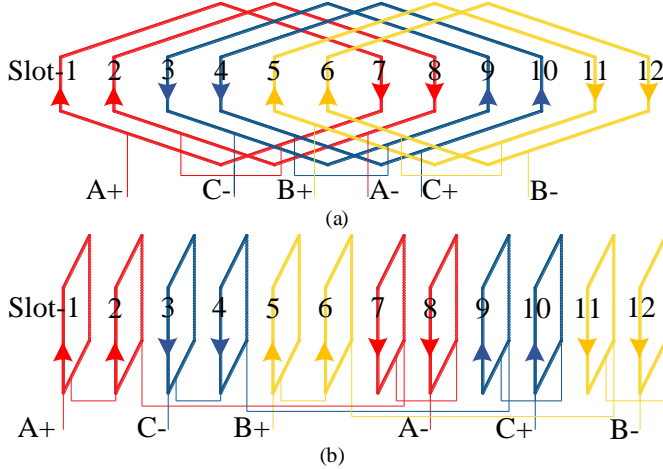 Slot-1 2 3 4 5 6 7 8 9 10 11 12
A+ C- B+ A- C+ B-
(a)
Slot-1 2 3 4 5 6 7 8 9 10 11 12
A+ C- B+ A- C+ B-
(b)